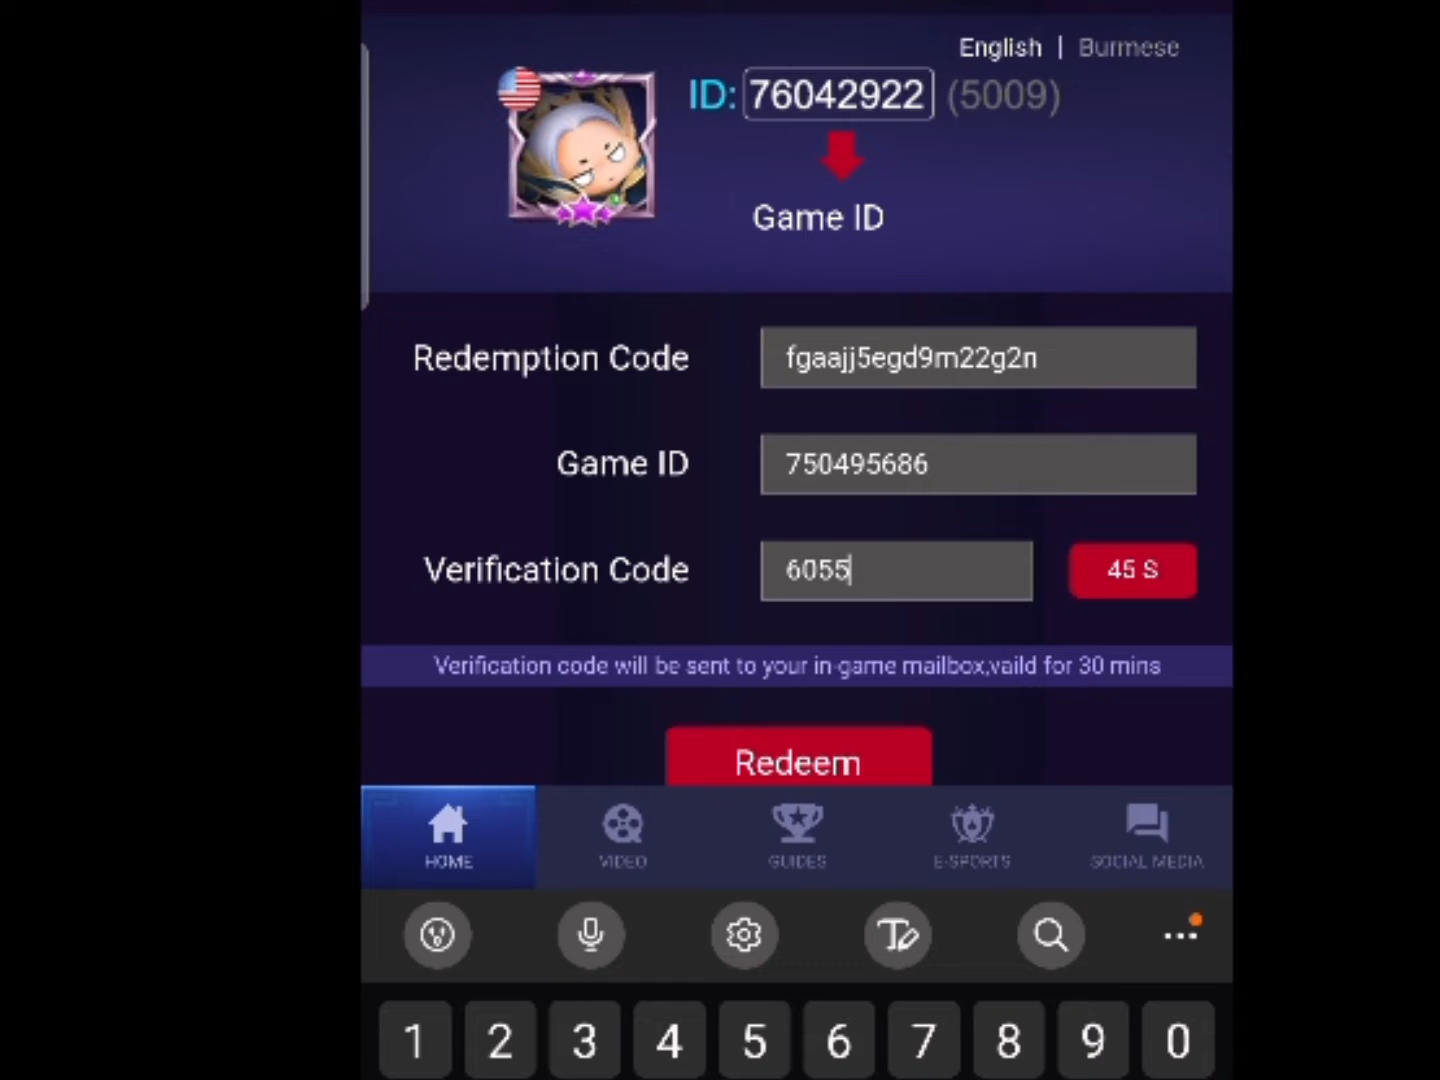 English | Burmese
ID: 76042922 (5009)
Game ID
Redemption Code fgaajj5egd9m22g2n
Game ID 750495686
Verification Code 6055 45 S
Verification code will be sent to your in-game mailbox,vaild for 30 mins
Redeem
HOME VIDEO GUIDES E-SPORTS SOCIAL MEDIA
1 2 3 4 5 6 7 8 9 0